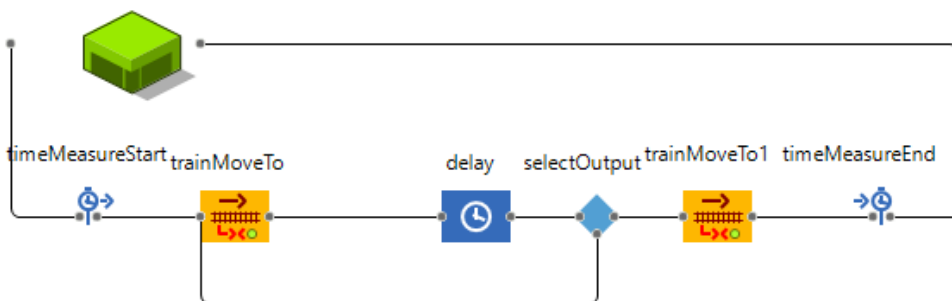 timeMeasureStart
trainMoveTo
delay
selectOutput
trainMoveTo1
timeMeasureEnd